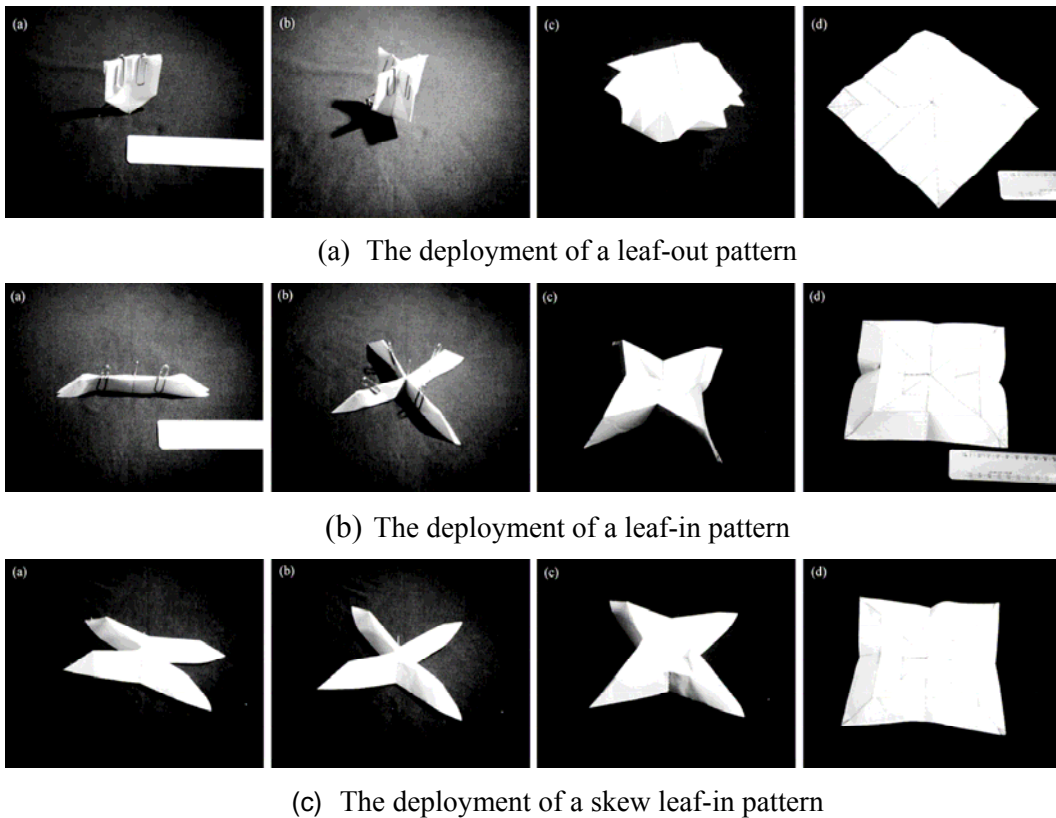 (a) (b) (c) (d)
(a) The deployment of a leaf-out pattern
(a) (b) (c) (d)
(b) The deployment of a leaf-in pattern
(a) (b) (c) (d)
(c) The deployment of a skew leaf-in pattern